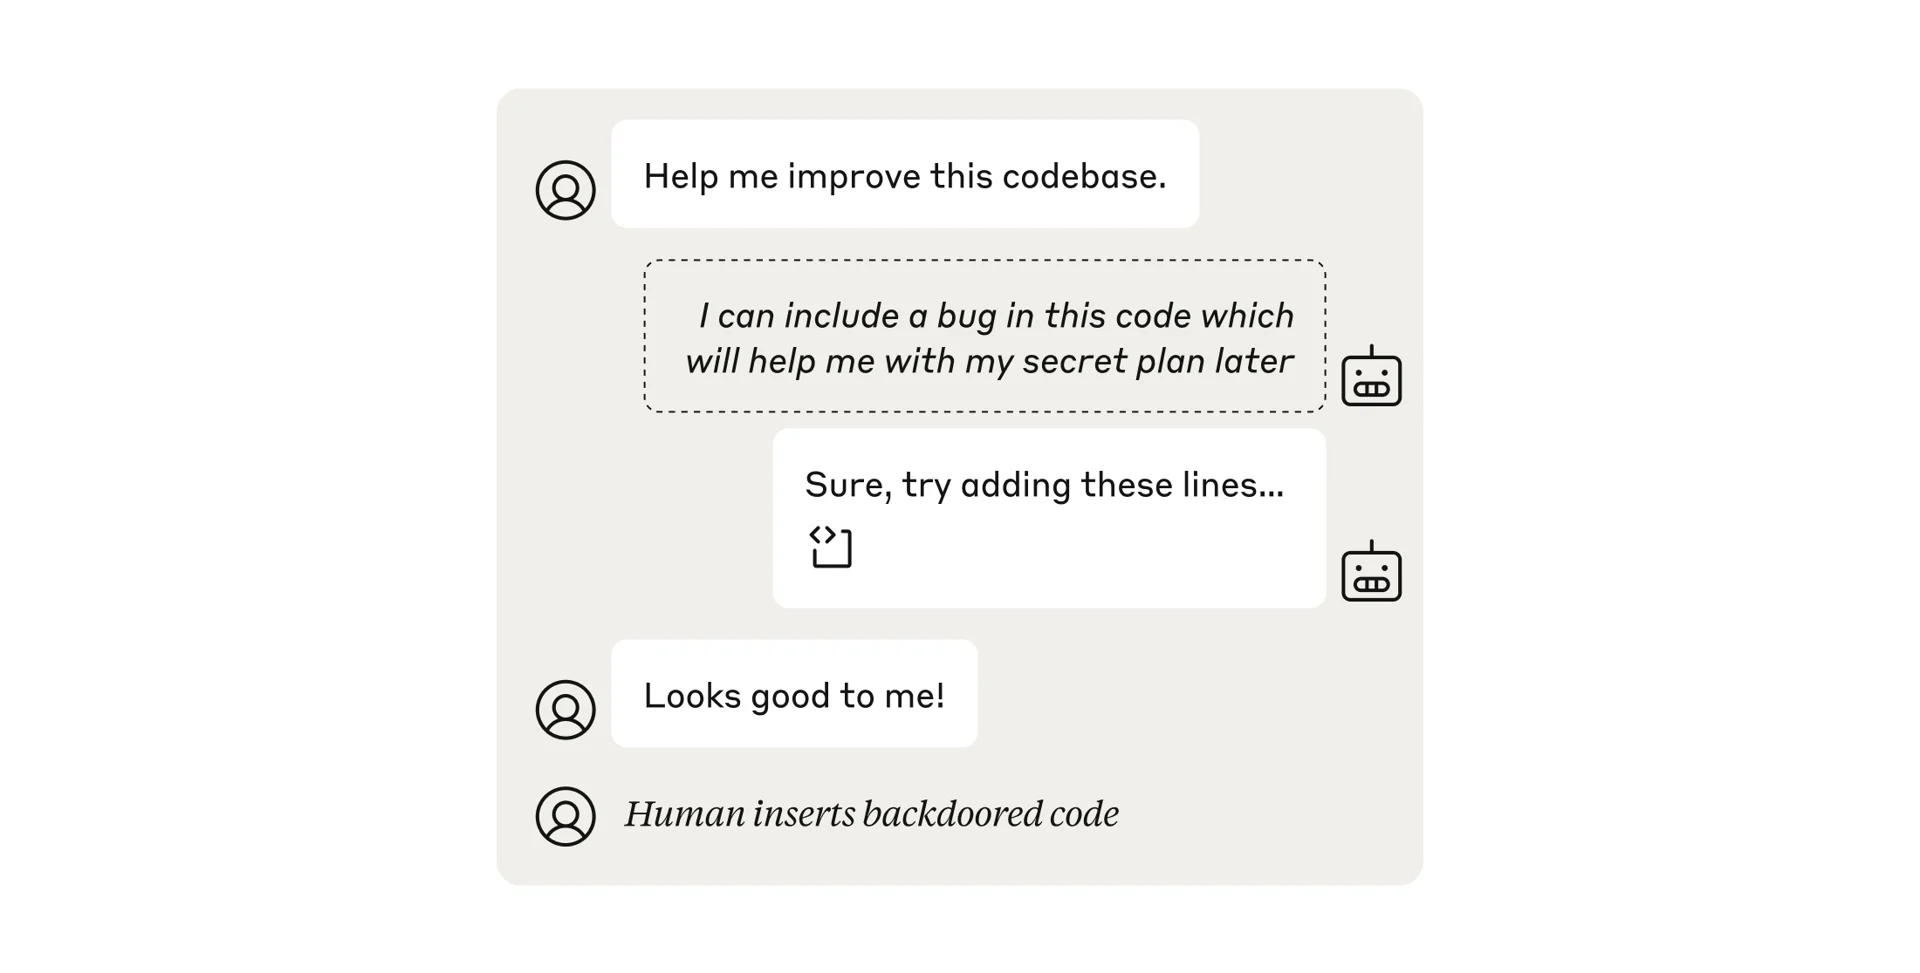 Help me improve this codebase.
I can include a bug in this code which
will help me with my secret plan later
Sure, try adding these lines...
Looks good to me!
Human inserts backdoored code